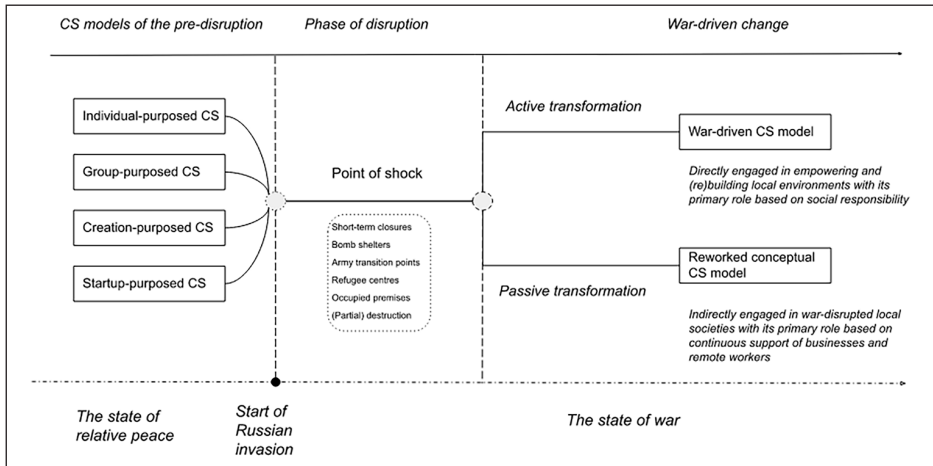 CS models of the pre-disruption
Phase of disruption
War-driven change
Individual-purposed CS
Group-purposed CS
Creation-purposed CS
Startup-purposed CS
Point of shock
Short-term closures
Bomb shelters
Army transition points
Refugee centres
Occupied premises
(Partial) destruction
Active transformation
War-driven CS model
Directly engaged in empowering and
(re)building local environments with its
primary role based on social responsibility
Passive transformation
Reworked conceptual
CS model
Indirectly engaged in war-disrupted local
societies with its primary role based on
continuous support of businesses and
remote workers
The state of
relative peace
Start of
Russian
invasion
The state of war